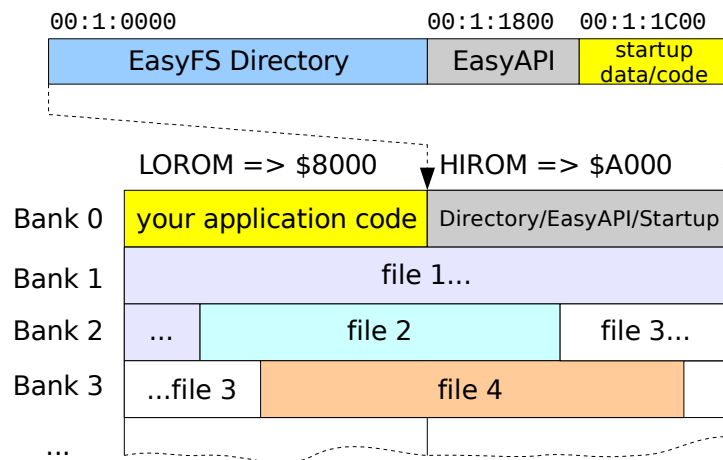 00:1:0000 00:1:1800 00:1:1C00
EasyFS Directory EasyAPI startup
data/code
LOROM => $8000 HIROM => $A000
Bank 0 your application code Directory/EasyAPI/Startup
Bank 1 file 1...
Bank 2 ... file 2 file 3...
Bank 3 ...file 3 file 4
...